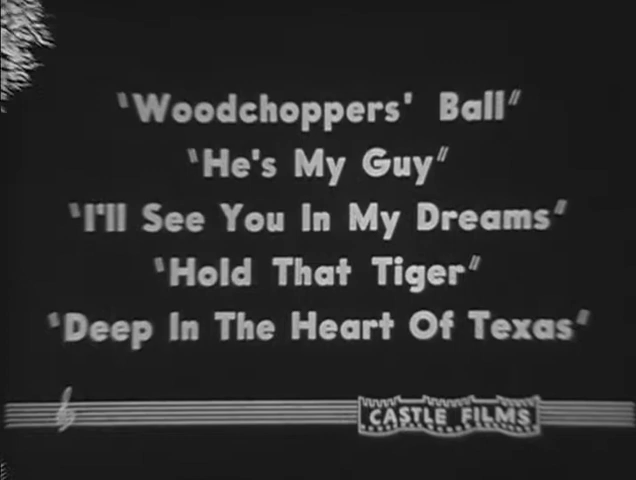 "Woodchoppers' Ball"
"He's My Guy"
"I'll See You In My Dreams"
"Hold That Tiger"
"Deep In The Heart Of Texas"
CASTLE FILMS